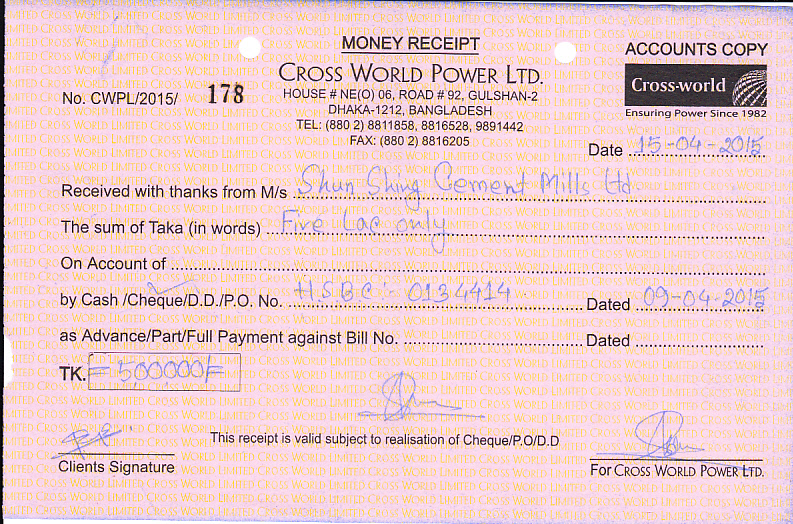 MONEY RECEIPT
ACCOUNTS COPY
CROSS WORLD POWER LTD.
Cross-world
Ensuring Power Since 1982
No. CWPL/2015/ 178
HOUSE # NE(O) 06, ROAD # 92, GULSHAN-2
DHAKA-1212, BANGLADESH
TEL: (880 2) 8811858, 8816528, 9891442
FAX: (880 2) 8816205
Date 15-04-2015
Received with thanks from M/s Shun Shing Cement Mills Ltd.
The sum of Taka (in words) Five Lac only
On Account of
by Cash /Cheque/D.D./P.O. No. H.S.B.C :- 0134414 Dated 09-04-2015
as Advance/Part/Full Payment against Bill No. Dated
TK. = 500000/=
This receipt is valid subject to realisation of Cheque/P.O/D.D
Clients Signature
For CROSS WORLD POWER LTD.